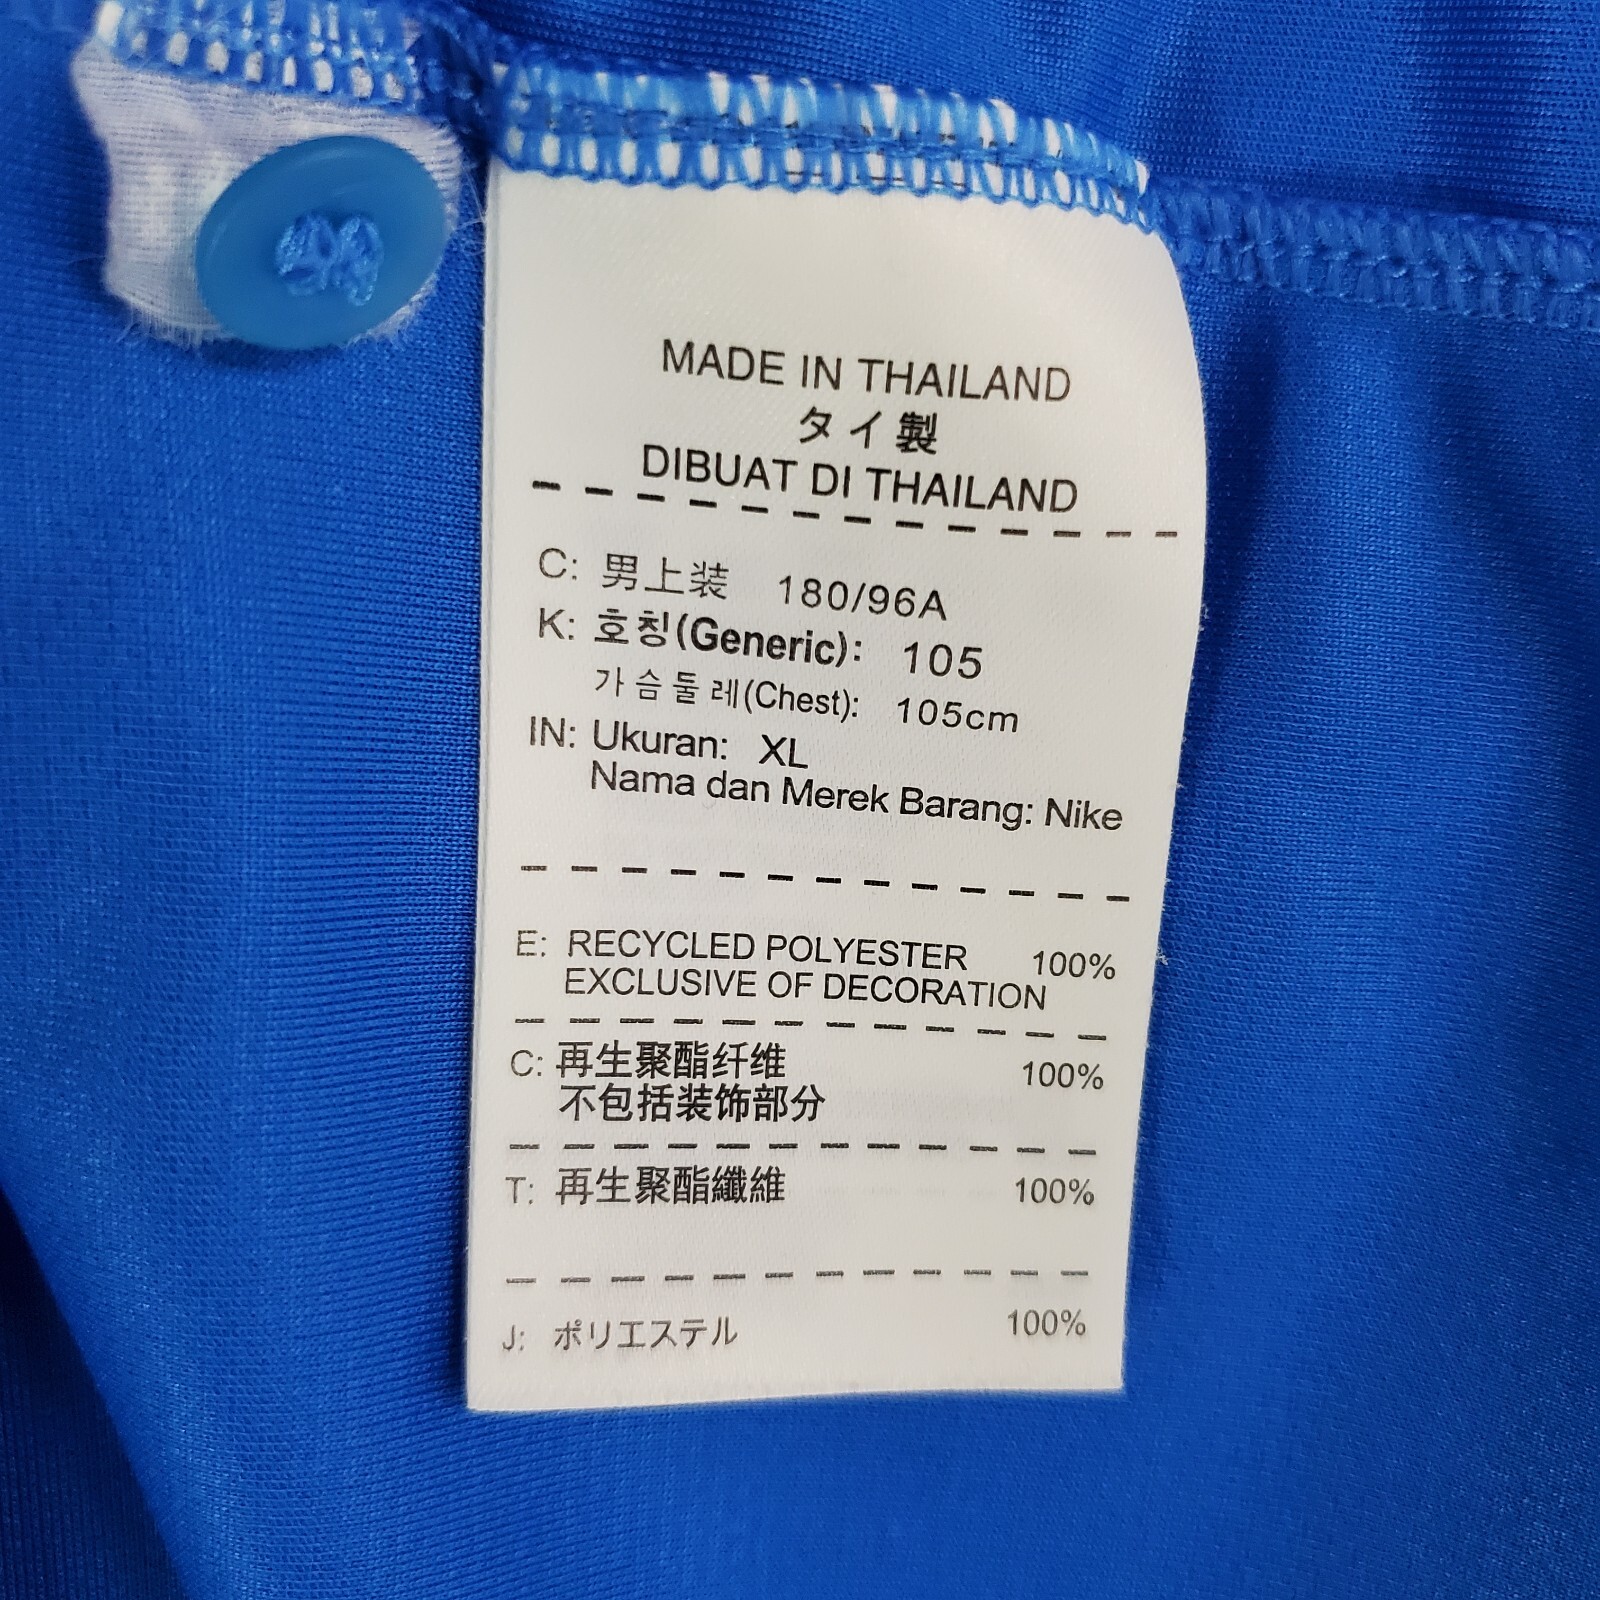 MADE IN THAILAND
タイ製
DIBUAT DI THAILAND
C: 男上装 180/96A
K: 호칭(Generic): 105
가슴둘레(Chest): 105cm
IN: Ukuran: XL
Nama dan Merek Barang: Nike
E: RECYCLED POLYESTER 100%
EXCLUSIVE OF DECORATION
C: 再生聚酯纤维 100%
不包括装饰部分
T: 再生聚酯纖維 100%
J: ポリエステル 100%